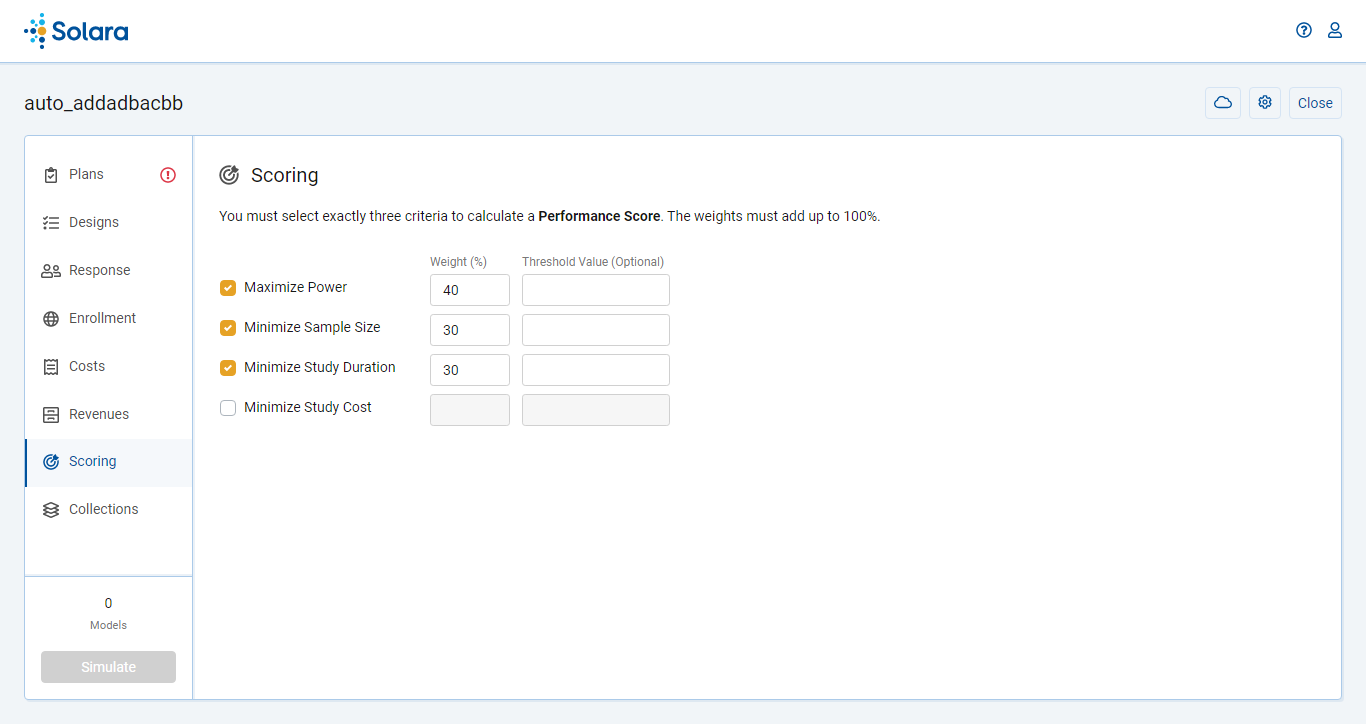 Solara
auto_addadbacbb
Close
Plans
Designs
Response
Enrollment
Costs
Revenues
Scoring
Collections
0
Models
Simulate
Scoring
You must select exactly three criteria to calculate a Performance Score. The weights must add up to 100%.
Weight (%) Threshold Value (Optional)
Maximize Power 40
Minimize Sample Size 30
Minimize Study Duration 30
Minimize Study Cost